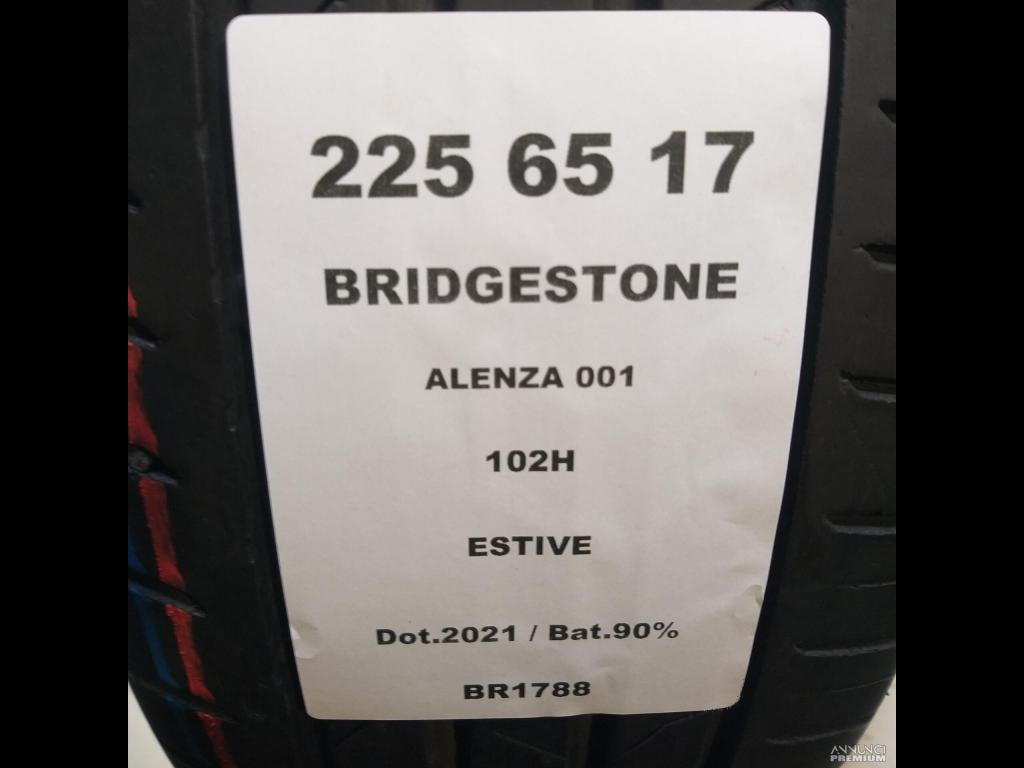 225 65 17
BRIDGESTONE
ALENZA 001
102H
ESTIVE
Dot.2021 / Bat.90%
BR1788
ANNUNCI
PREMIUM